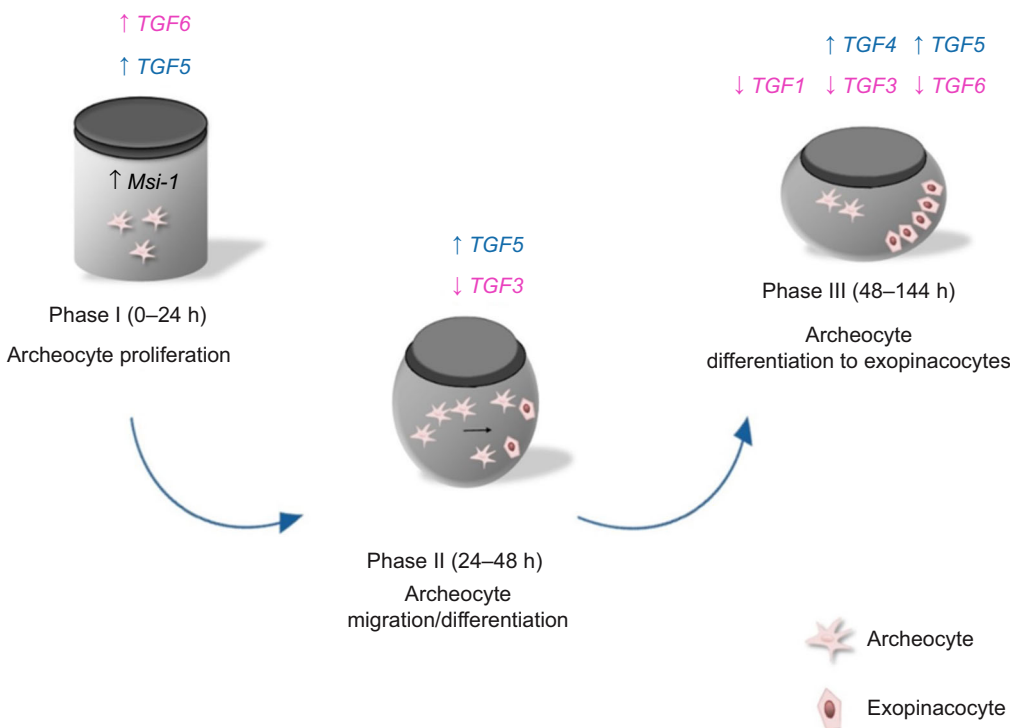 ↑ TGF6
↑ TGF5
↑ Msi-1
Phase I (0–24 h)
Archeocyte proliferation
↑ TGF5
↓ TGF3
Phase II (24–48 h)
Archeocyte
migration/differentiation
↑ TGF4 ↑ TGF5
↓ TGF1 ↓ TGF3 ↓ TGF6
Phase III (48–144 h)
Archeocyte
differentiation to exopinacocytes
Archeocyte
Exopinacocyte